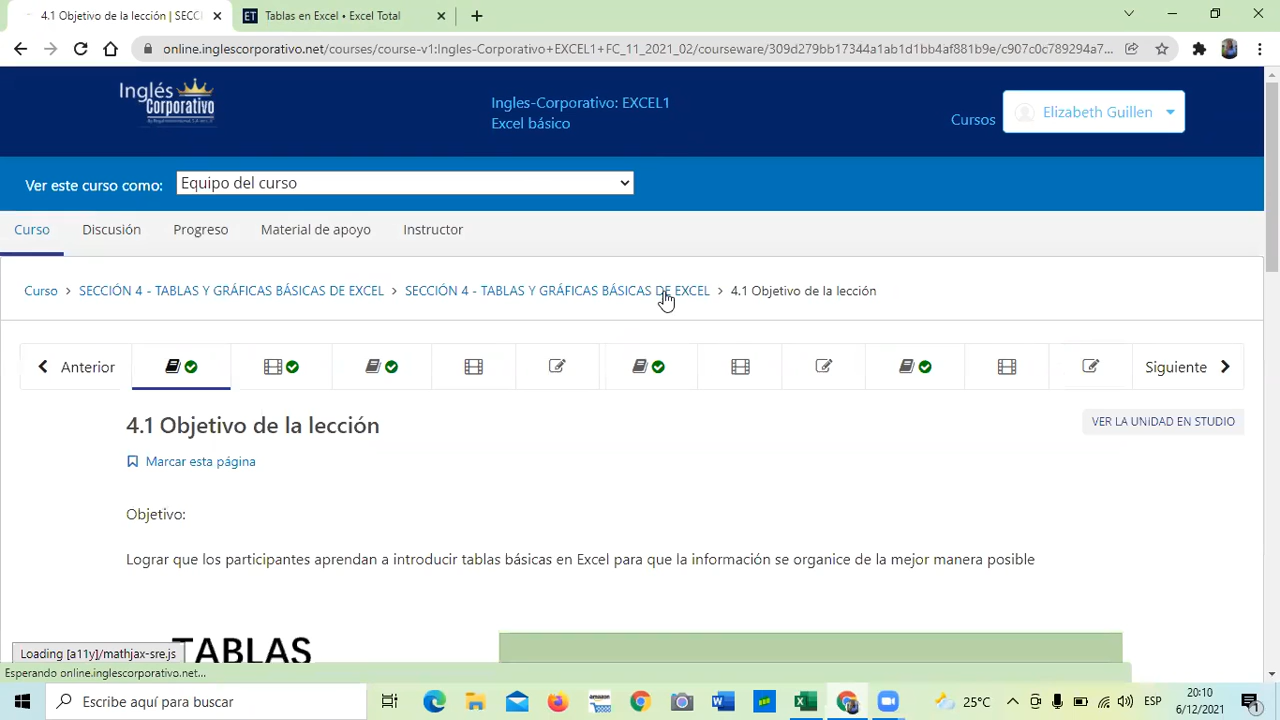 4.1 Objetivo de la lección | SECC
ET Tablas en Excel • Excel Total
online.inglescorporativo.net/courses/course-v1:Ingles-Corporativo+EXCEL1+FC_11_2021_02/courseware/309d279bb17344a1ab1d1bb4af881b9e/c907c0c789294a7...
Inglés
Corporativo
Ingles-Corporativo: EXCEL1
Excel básico
Cursos
Elizabeth Guillen
Ver este curso como:
Equipo del curso
Curso Discusión Progreso Material de apoyo Instructor
Curso > SECCIÓN 4 - TABLAS Y GRÁFICAS BÁSICAS DE EXCEL > SECCIÓN 4 - TABLAS Y GRÁFICAS BÁSICAS DE EXCEL > 4.1 Objetivo de la lección
Anterior
Siguiente
4.1 Objetivo de la lección
VER LA UNIDAD EN STUDIO
Marcar esta página
Objetivo:
Lograr que los participantes aprendan a introducir tablas básicas en Excel para que la información se organice de la mejor manera posible
TABLAS
Loading [a11y]/mathjax-sre.js
Esperando online.inglescorporativo.net...
Escribe aquí para buscar
amazon
25°C
ESP
20:10
6/12/2021
1